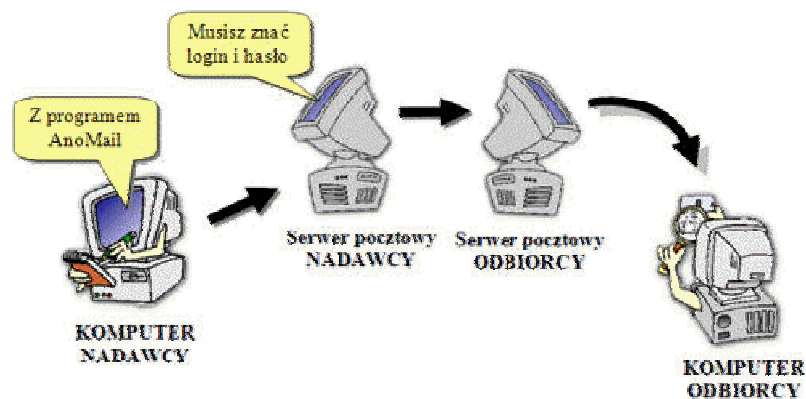 Musisz znać
login i hasło
Z programem
AnoMail
Serwer pocztowy
NADAWCY
Serwer pocztowy
ODBIORCY
KOMPUTER
NADAWCY
KOMPUTER
ODBIORCY